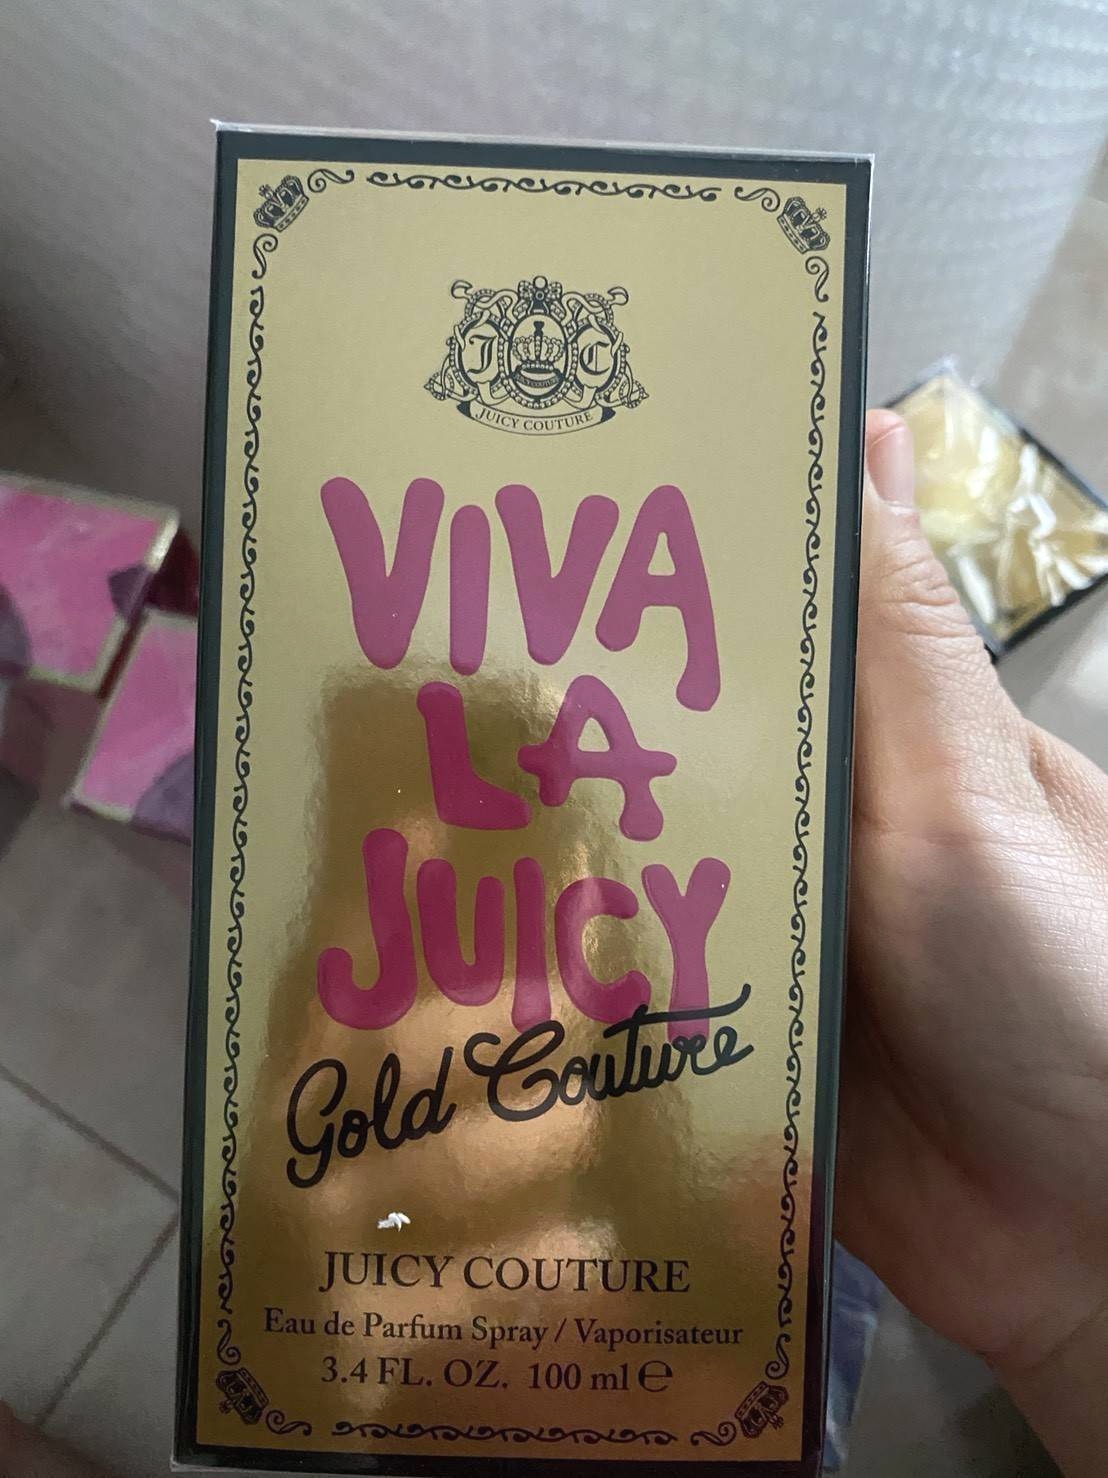 J C
JUICY COUTURE
VIVA
LA
JUICY
Gold Couture
JUICY COUTURE
Eau de Parfum Spray / Vaporisateur
3.4 FL. OZ. 100 ml ℮